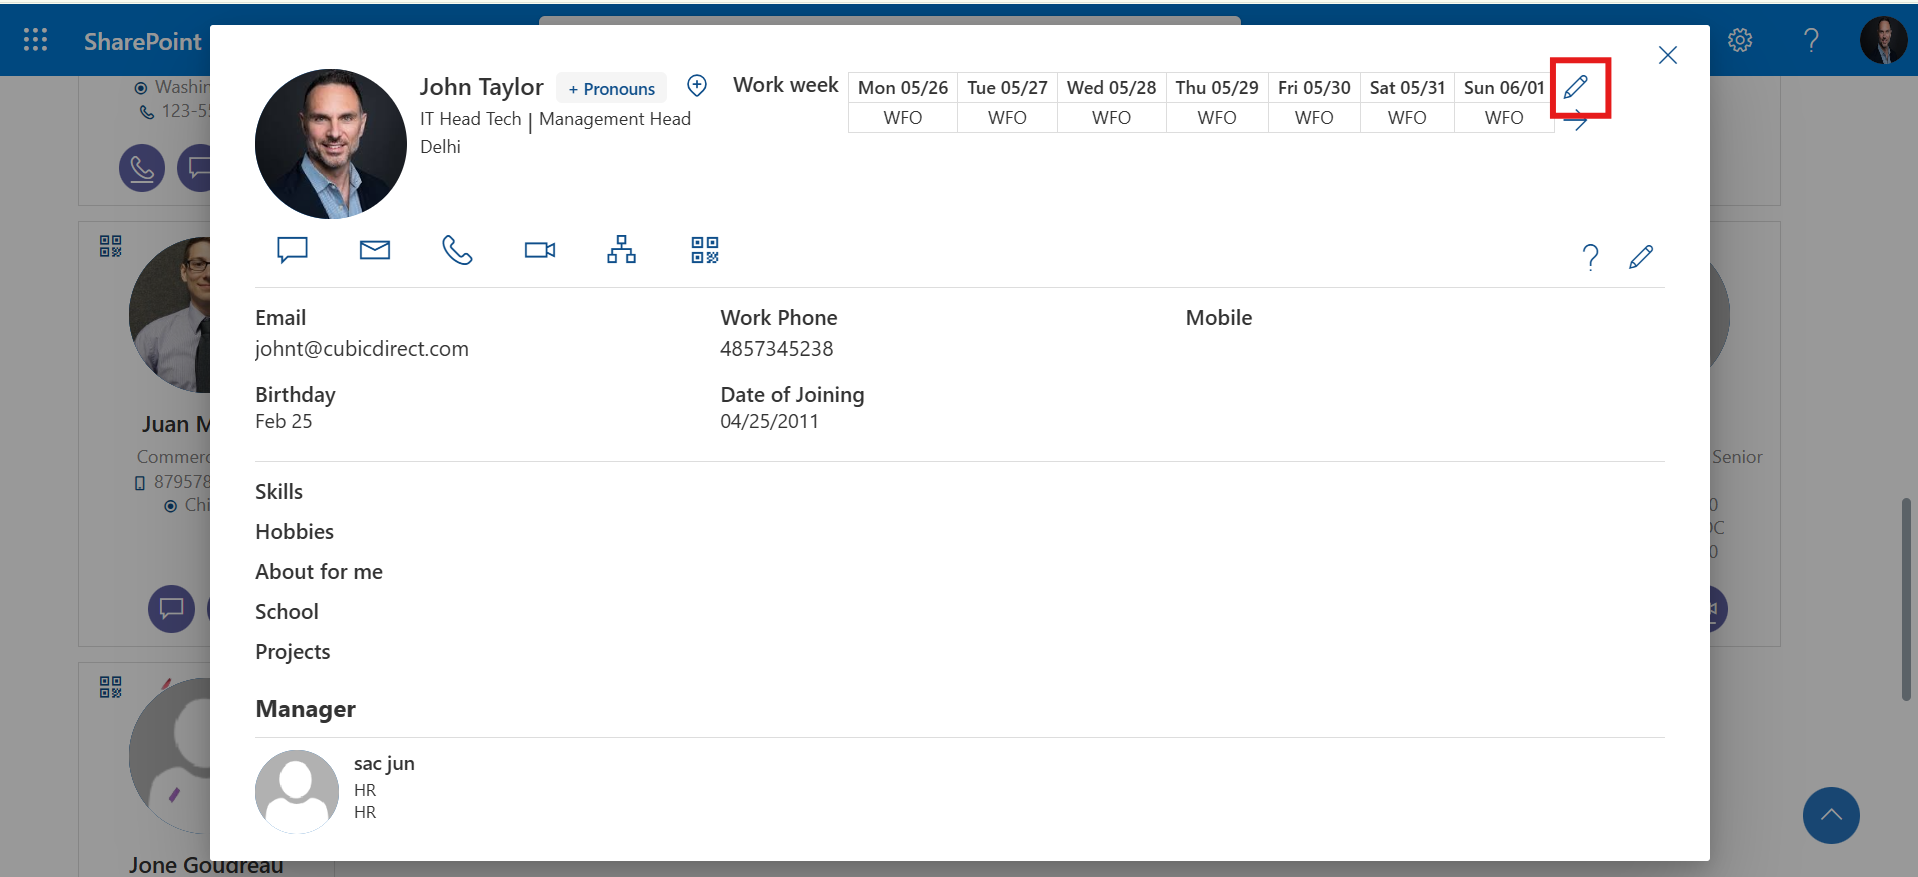 SharePoint
Washin
123-5
John Taylor + Pronouns
IT Head Tech | Management Head
Delhi
Work week
Mon 05/26 Tue 05/27 Wed 05/28 Thu 05/29 Fri 05/30 Sat 05/31 Sun 06/01
WFO WFO WFO WFO WFO WFO WFO
Email
johnt@cubicdirect.com
Work Phone
4857345238
Mobile
Birthday
Feb 25
Date of Joining
04/25/2011
Skills
Hobbies
About for me
School
Projects
Manager
sac jun
HR
HR
Juan M
Commerc
879578
Chi
Senior
0
DC
0
Jone Goudreau